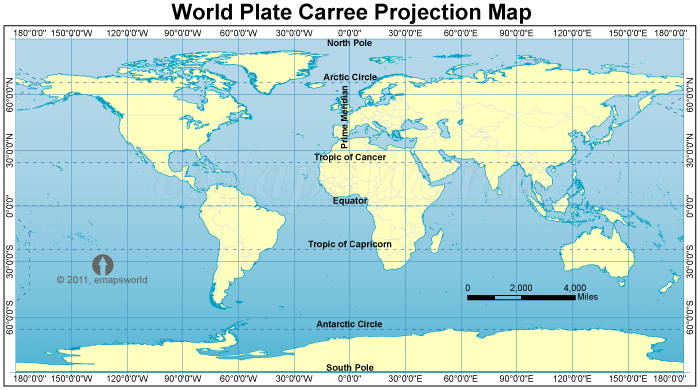 World Plate Carree Projection Map
180°0'0" 150°0'0"W 120°0'0"W 90°0'0"W 60°0'0"W 30°0'0"W 0°0'0" 30°0'0"E 60°0'0"E 90°0'0"E 120°0'0"E 150°0'0"E 180°0'0"
North Pole
Arctic Circle
60°0'0"N 60°0'0"N
Prime Meridian
30°0'0"N 30°0'0"N
Tropic of Cancer
Equator
0°0'0" 0°0'0"
Tropic of Capricorn
30°0'0"S 30°0'0"S
© 2011, emapsworld
0 2,000 4,000
Miles
60°0'0"S 60°0'0"S
Antarctic Circle
South Pole
180°0'0" 150°0'0"W 120°0'0"W 90°0'0"W 60°0'0"W 30°0'0"W 0°0'0" 30°0'0"E 60°0'0"E 90°0'0"E 120°0'0"E 150°0'0"E 180°0'0"